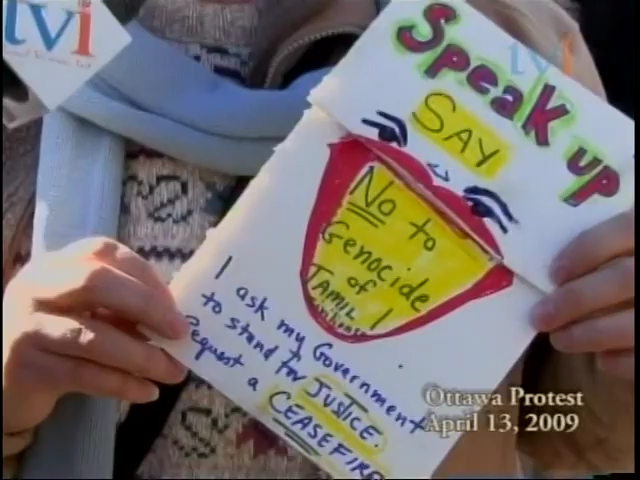 tvi
tvi
Speak up
SAY
No to
Genocide
of
TAMIL
I ask my Government
to stand for JUSTICE.
Request a CEASEFIRE
Ottawa Protest
April 13, 2009